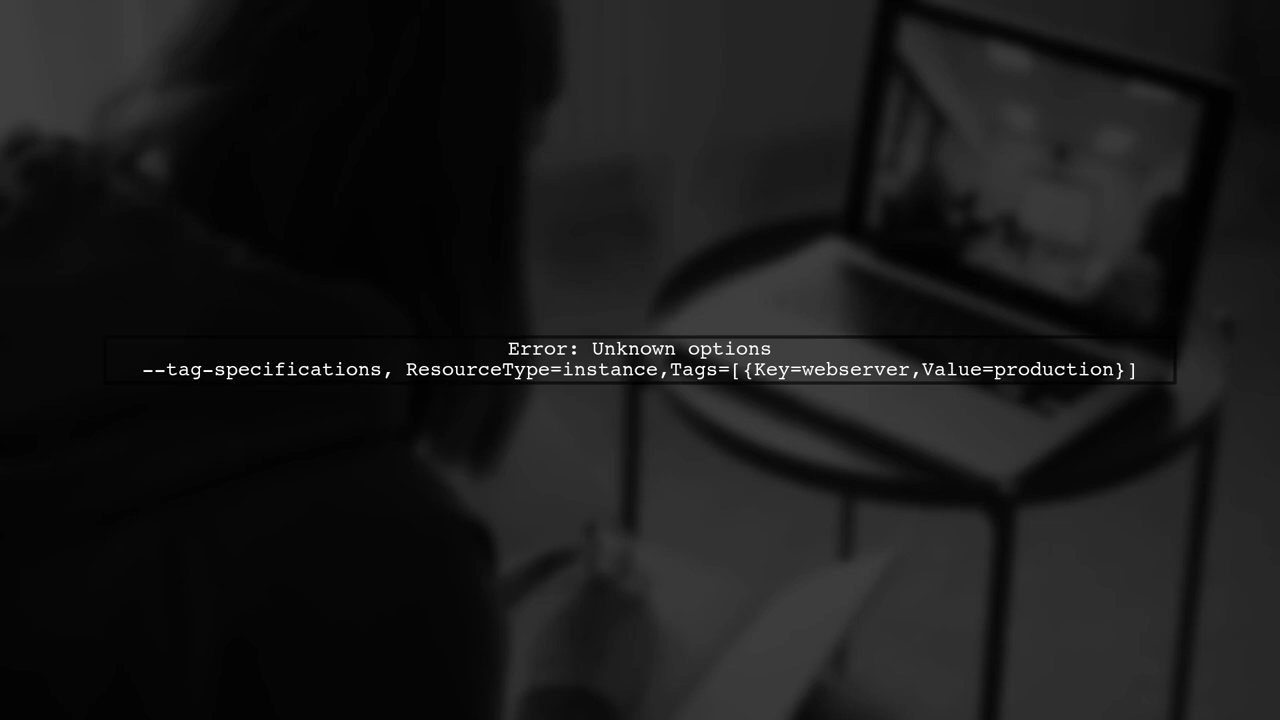 Error: Unknown options
--tag-specifications, ResourceType=instance,Tags=[{Key=webserver,Value=production}]